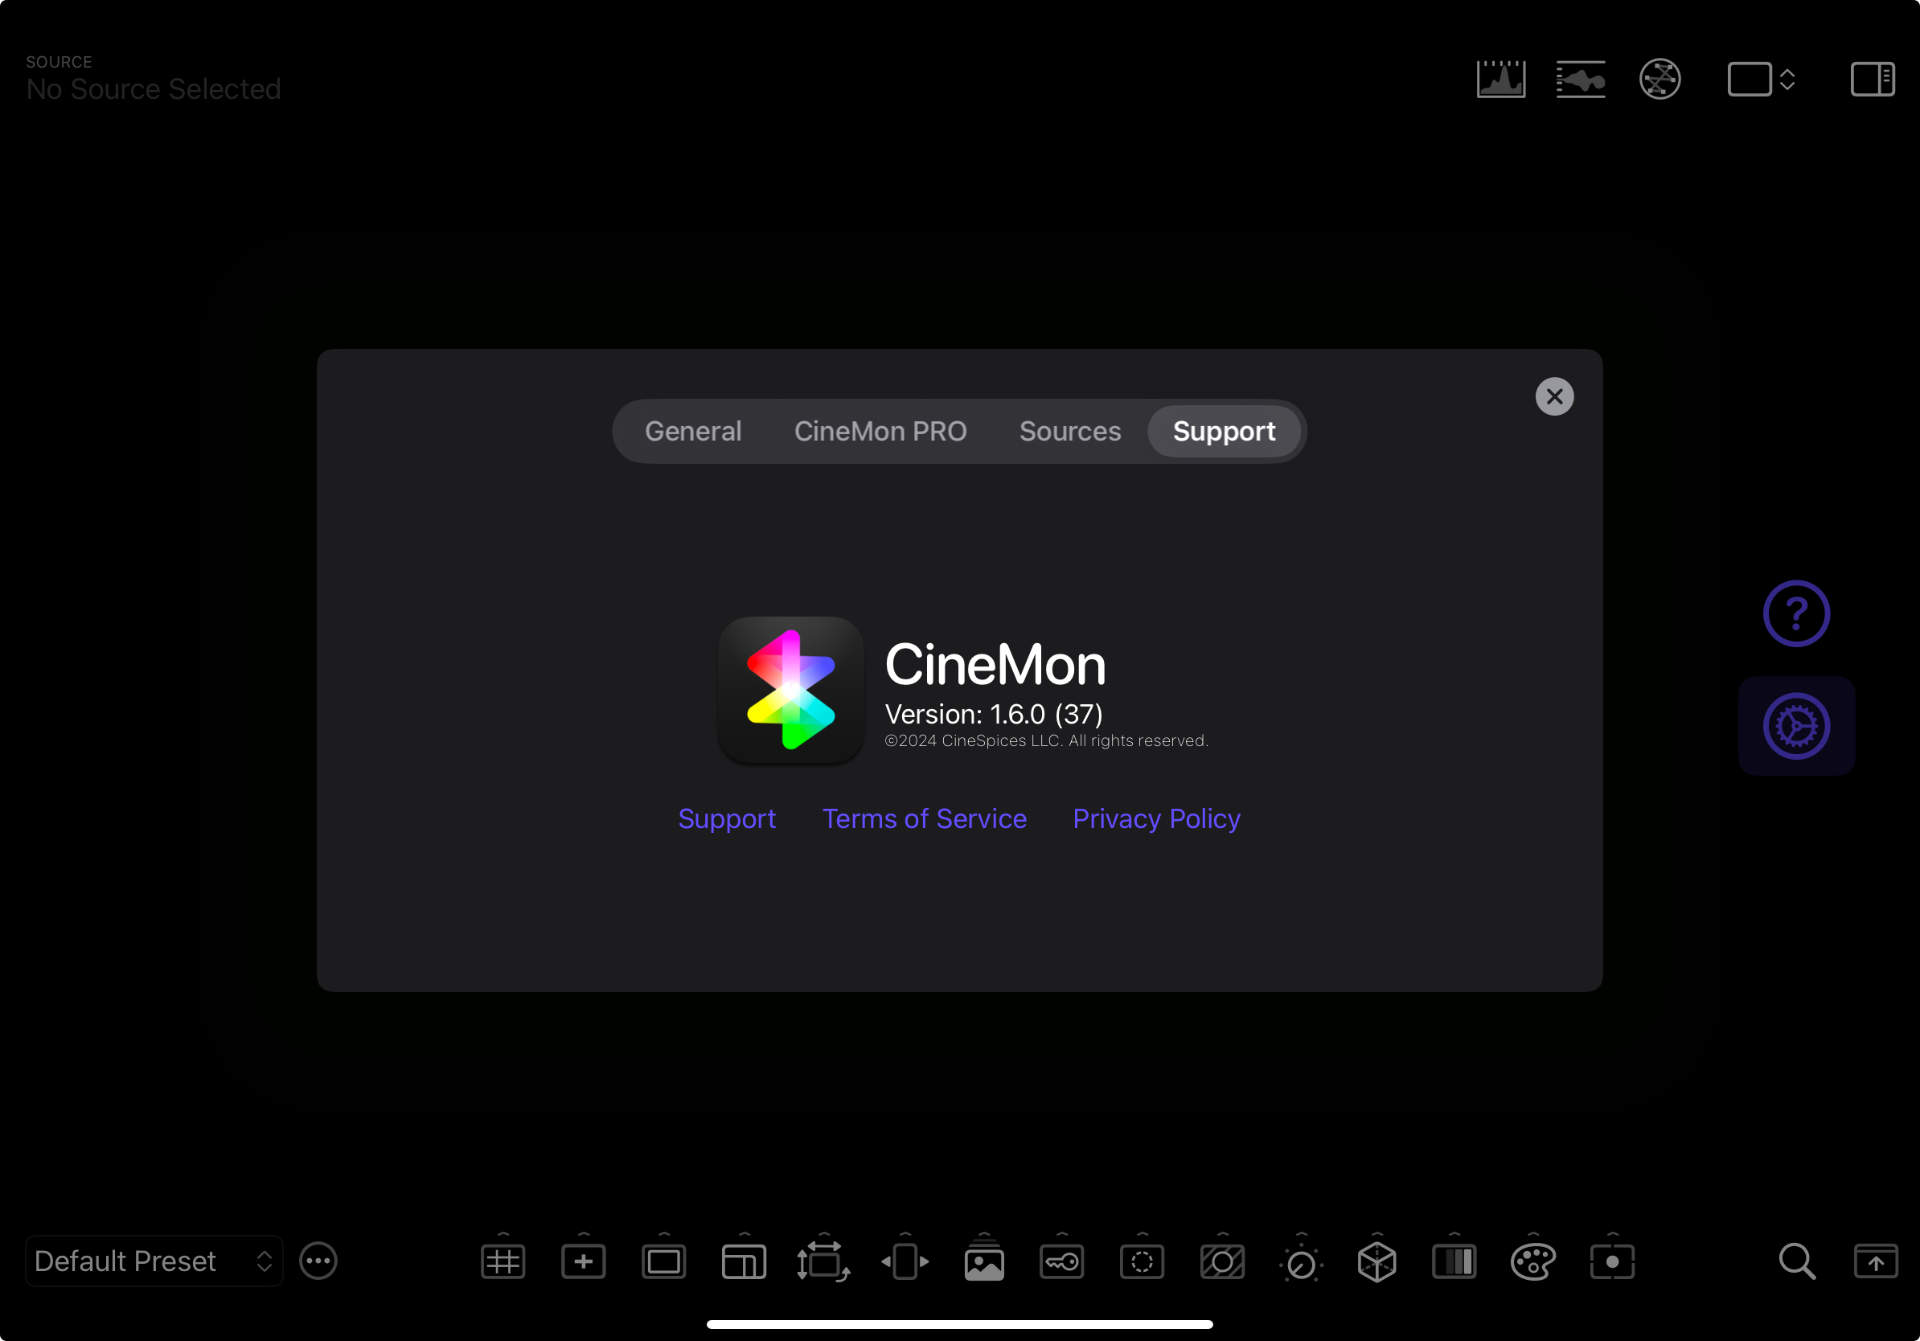 SOURCE
No Source Selected
General CineMon PRO Sources Support
CineMon
Version: 1.6.0 (37)
©2024 CineSpices LLC. All rights reserved.
Support Terms of Service Privacy Policy
Default Preset